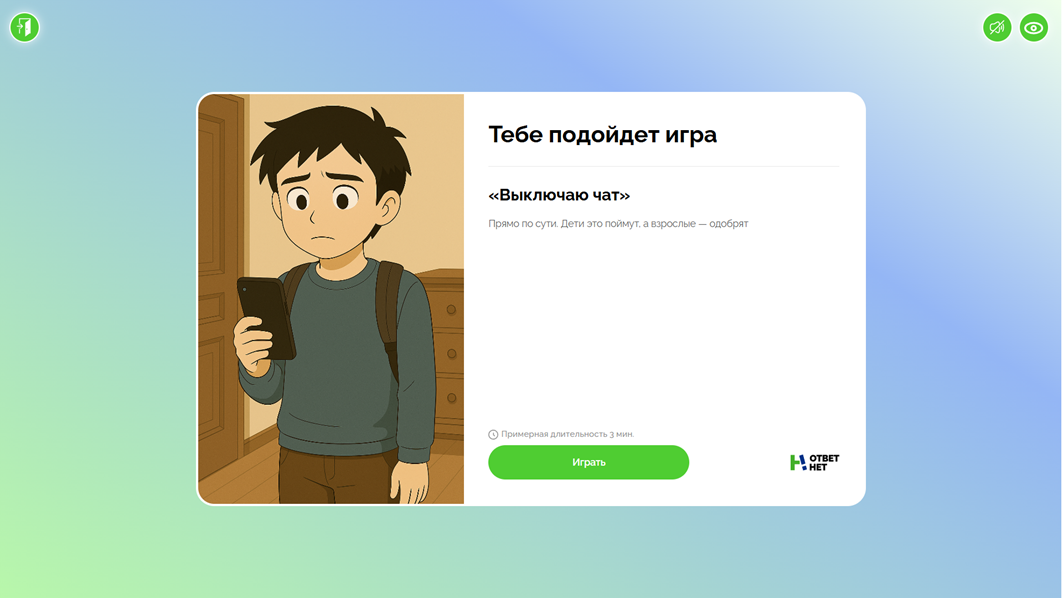 Тебе подойдет игра
«Выключаю чат»
Прямо по сути. Дети это поймут, а взрослые — одобрят
Примерная длительность 3 мин.
Играть
ОТВЕТ
НЕТ